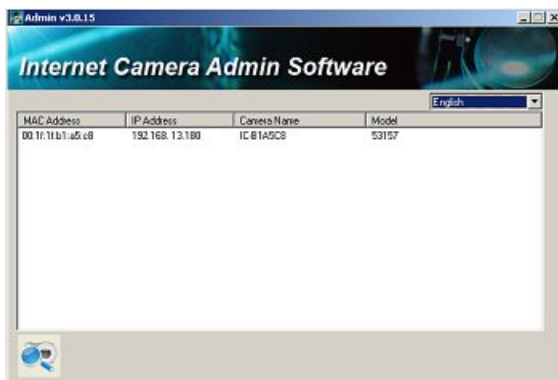 Admin v3.0.15
Internet Camera Admin Software
English
MAC Address IP Address Camera Name Model
00:1f:1f:b1:a5:c8 192.168.13.180 IC-B1A5C8 53157